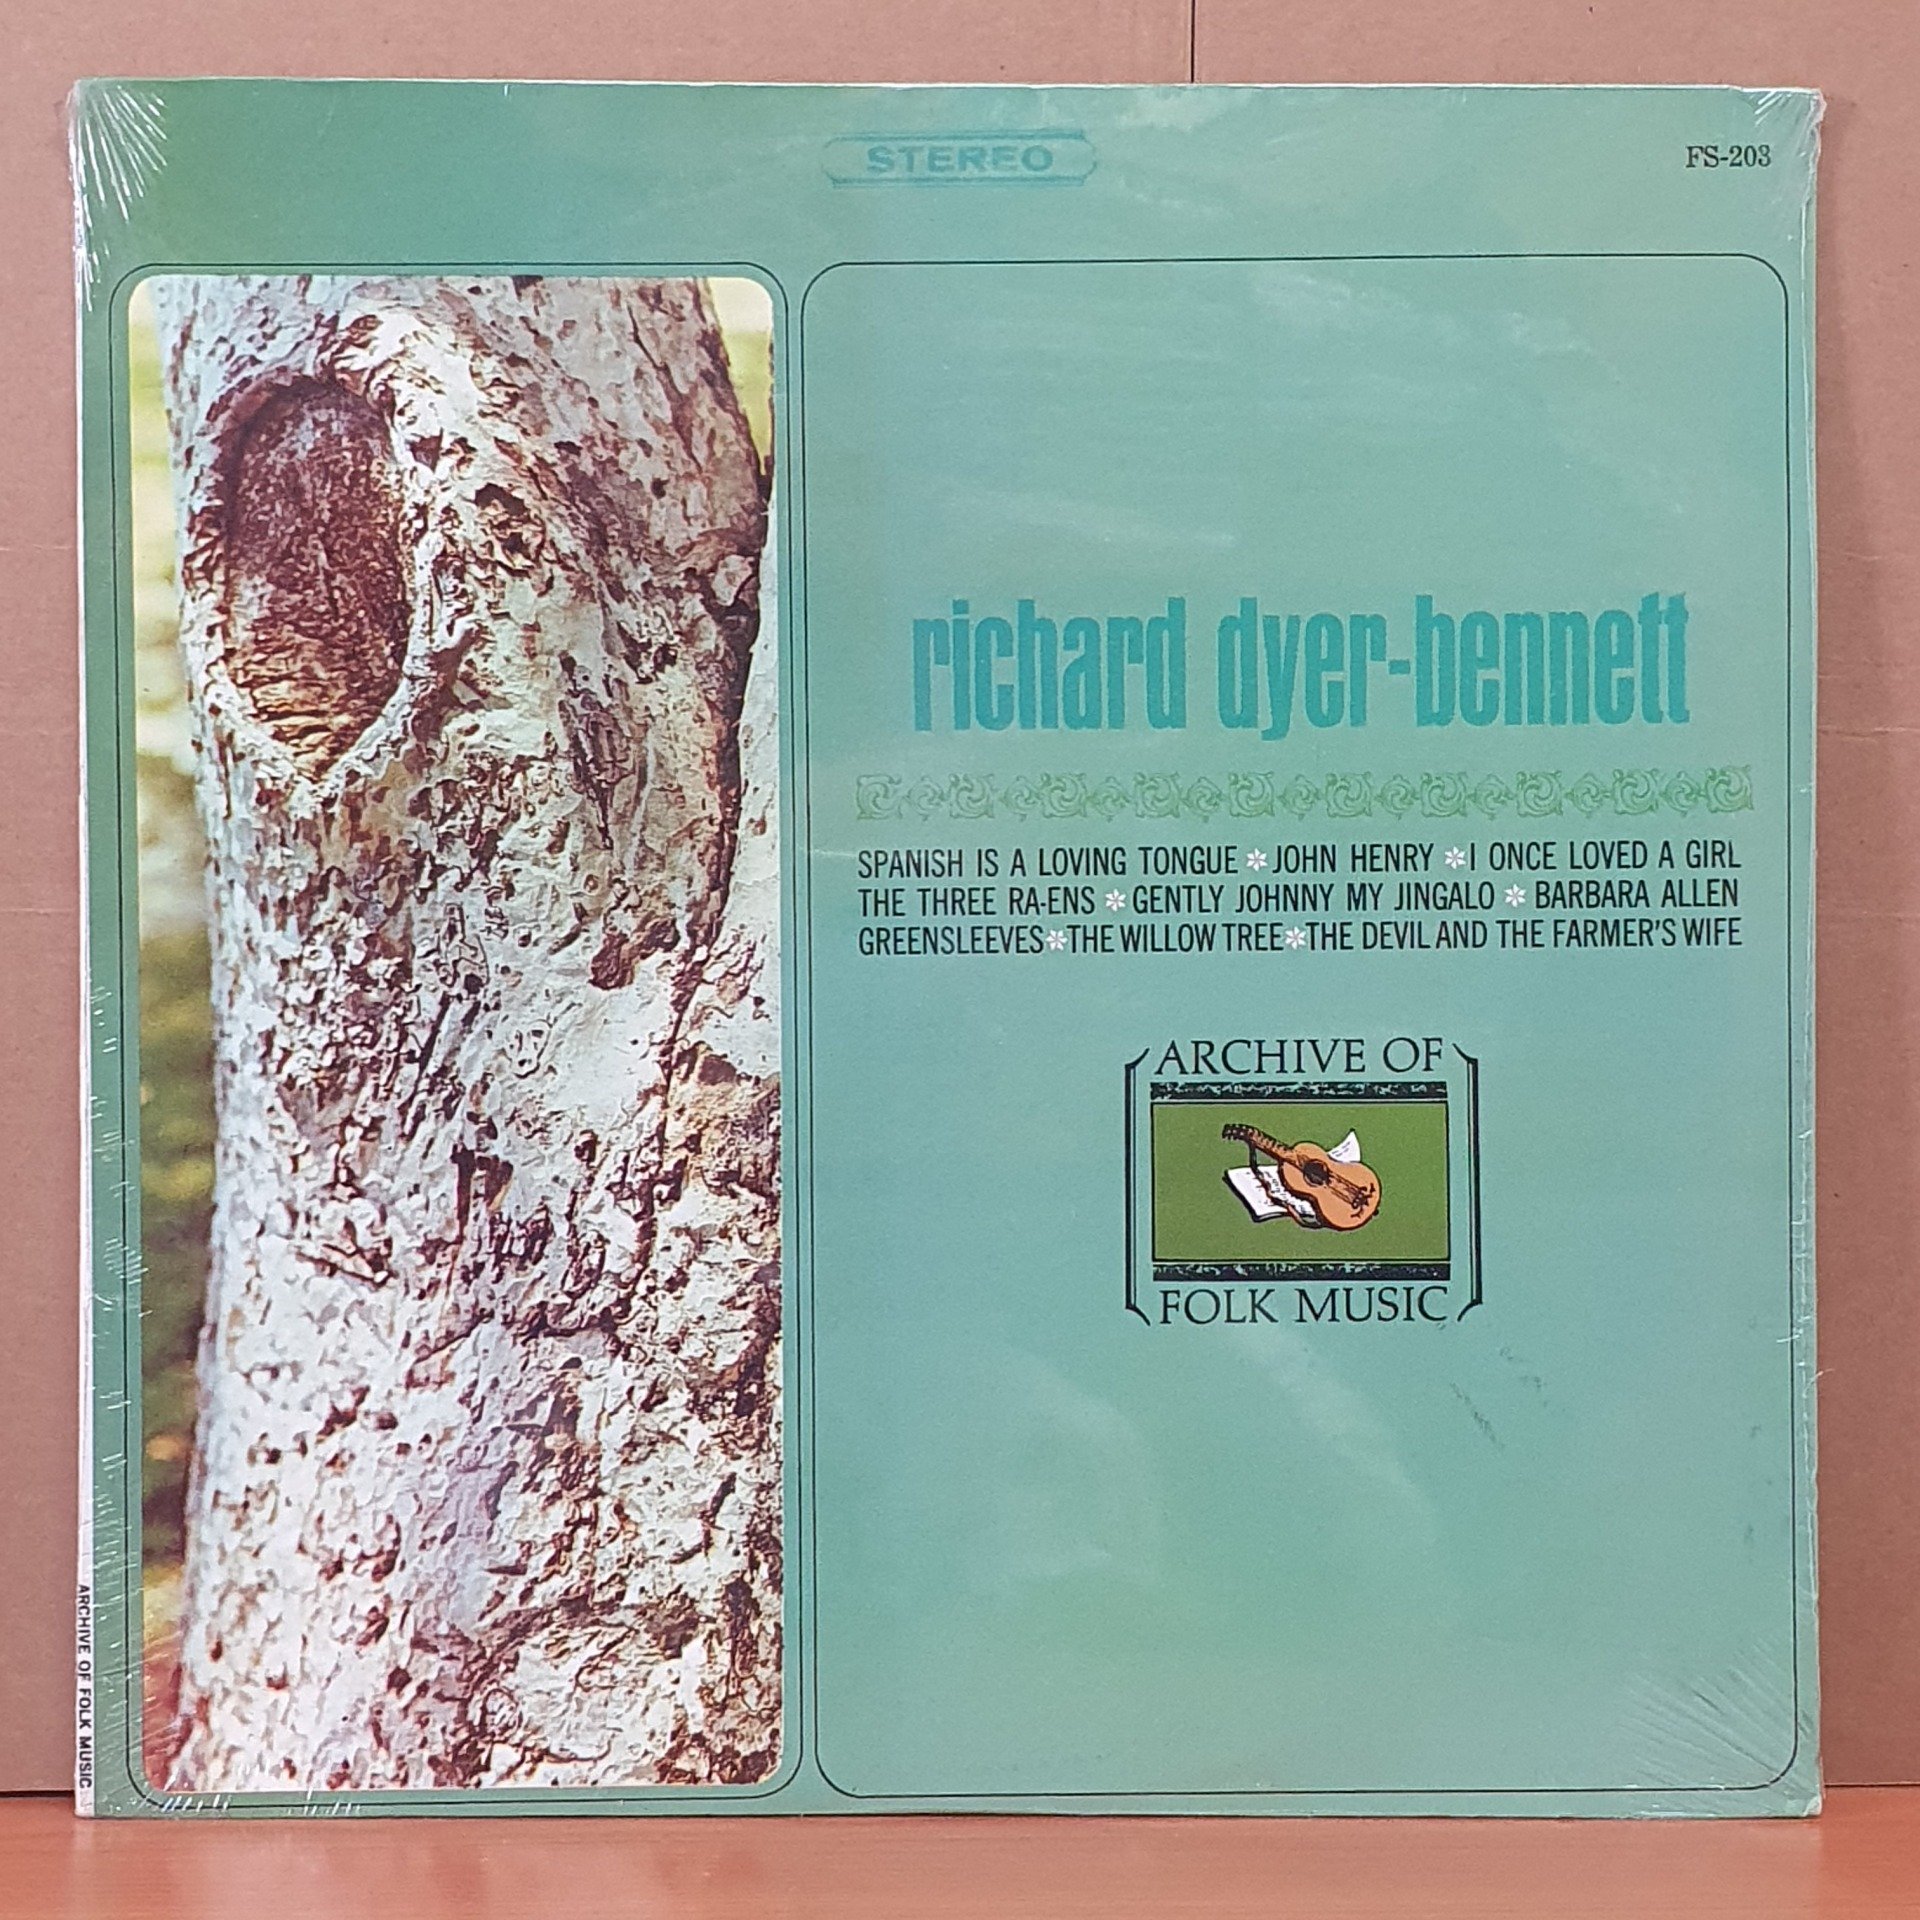 STEREO
FS-203
richard dyer-bennett
SPANISH IS A LOVING TONGUE * JOHN HENRY * I ONCE LOVED A GIRL
THE THREE RA-ENS * GENTLY JOHNNY MY JINGALO * BARBARA ALLEN
GREENSLEEVES * THE WILLOW TREE * THE DEVIL AND THE FARMER'S WIFE
ARCHIVE OF
FOLK MUSIC
ARCHIVE OF FOLK MUSIC